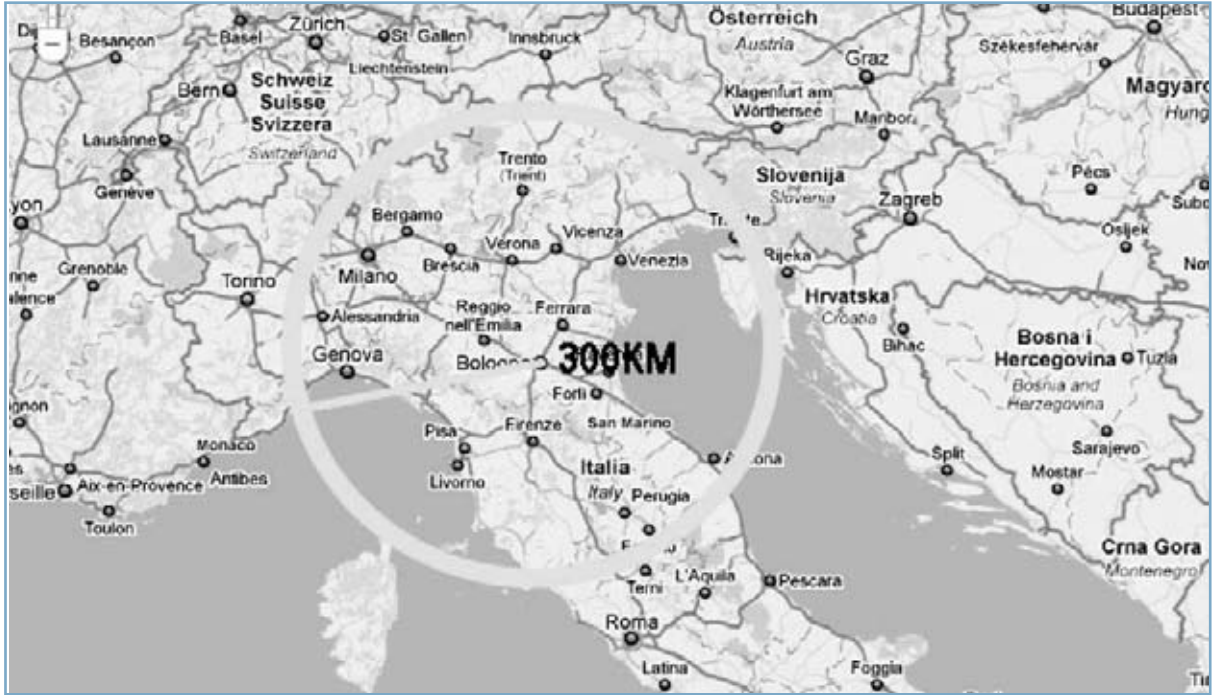 Zürich
St. Gallen
Innsbruck
Österreich
Austria
Budapest
Besançon
Basel
Liechtenstein
Graz
Székesfehérvár
Bern
Schweiz
Suisse
Svizzera
Switzerland
Klagenfurt am
Wörthersee
Maribor
Lausanne
Genève
Trento
(Trient)
Slovenija
Slovenia
Zagreb
Pécs
Bergamo
Vicenza
Osijek
Milano
Brescia
Verona
Venezia
Rijeka
Grenoble
Torino
Alessandria
Reggio
nell'Emilia
Ferrara
Hrvatska
Croatia
Bihac
Bosna i
Hercegovina
Bosnia and
Herzegovina
Tuzla
Genova
300KM
Forlì
San Marino
Pisa
Firenze
Monaco
Antibes
Livorno
Italia
Italy
Perugia
Split
Sarajevo
Mostar
Aix-en-Provence
Toulon
Crna Gora
Montenegro
Terni
L'Aquila
Pescara
Roma
Latina
Foggia